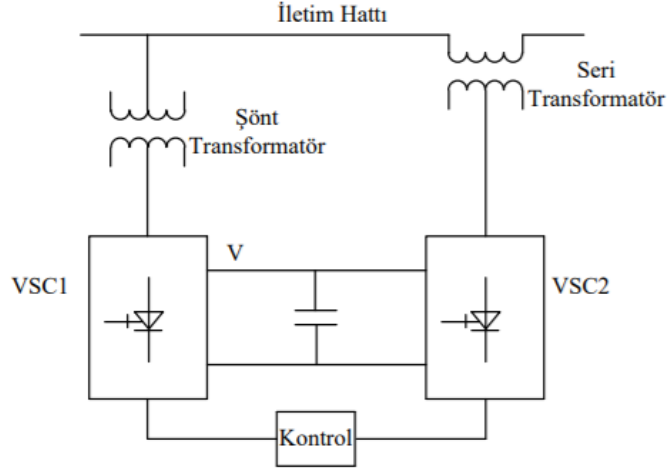 İletim Hattı
Seri
Transformatör
Şönt
Transformatör
V
VSC1
VSC2
Kontrol